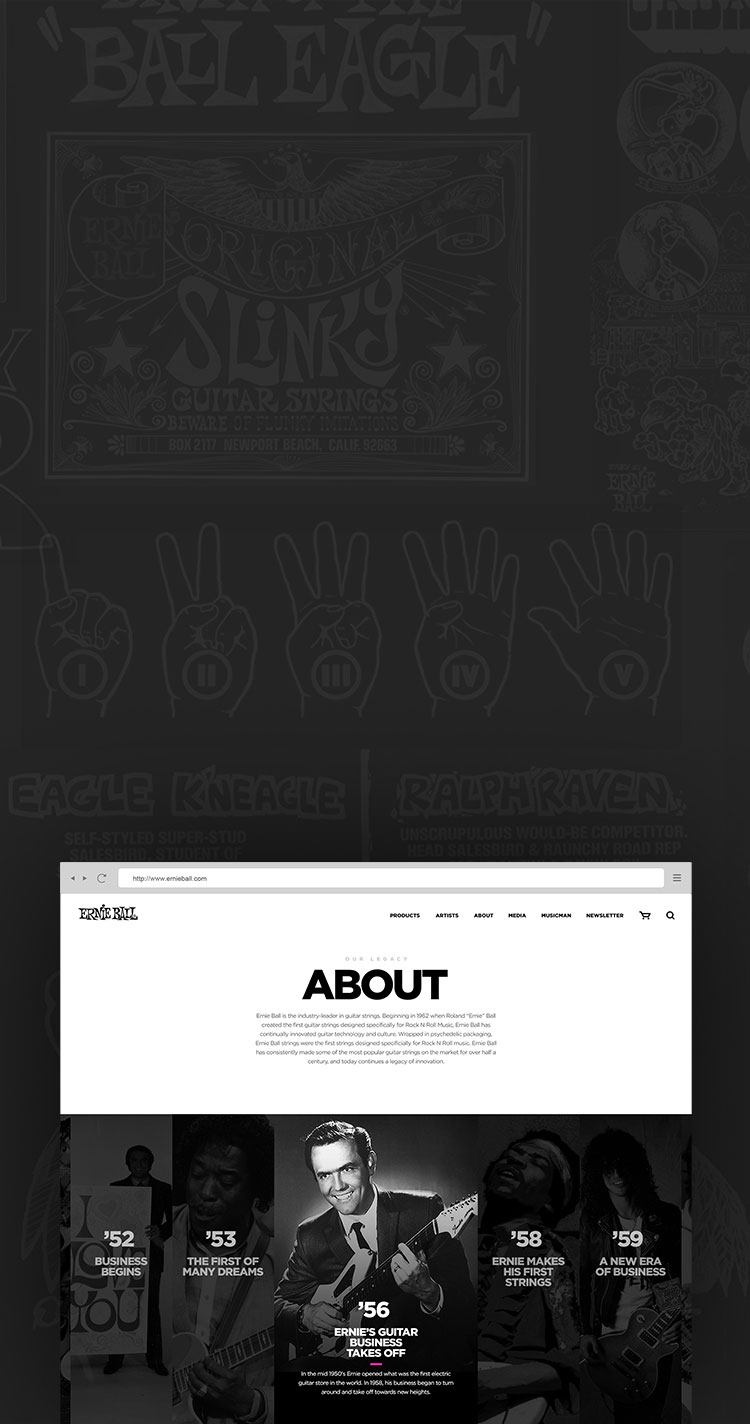 "BALL EAGLE"
ERNIE
BALL
ORIGINAL
SLINKY
GUITAR STRINGS
BEWARE OF FLUNKY IMITATIONS
BOX 2117 NEWPORT BEACH, CALIF. 92663
ERNIE
BALL
I II III IV V
EAGLE KNEAGLE
SELF-STYLED SUPER-STUD
SALESBIRD. STUDENT OF
RALPH RAVEN
UNSCRUPULOUS WOULD-BE COMPETITOR.
HEAD SALESBIRD & RAUNCHY ROAD REP
http://www.ernieball.com
ERNIE BALL
PRODUCTS ARTISTS ABOUT MEDIA MUSICMAN NEWSLETTER
OUR LEGACY
ABOUT
Ernie Ball is the industry-leader in guitar strings. Beginning in 1962 when Roland “Ernie” Ball
created the first guitar strings designed specifically for Rock N Roll Music, Ernie Ball has
continually innovated guitar technology and culture. Wrapped in psychedelic packaging,
Ernie Ball strings were the first strings designed specificially for Rock N Roll music. Ernie Ball
has consistently made some of the most popular guitar strings on the market for over half a
century, and today continues a legacy of innovation.
I
LOVE
YOU
’52
BUSINESS
BEGINS
’53
THE FIRST OF
MANY DREAMS
’56
ERNIE’S GUITAR
BUSINESS
TAKES OFF
In the mid 1950’s Ernie opened what was the first electric
guitar store in the world. In 1958, his business began to turn
around and take off towards new heights.
’58
ERNIE MAKES
HIS FIRST
STRINGS
’59
A NEW ERA
OF BUSINESS